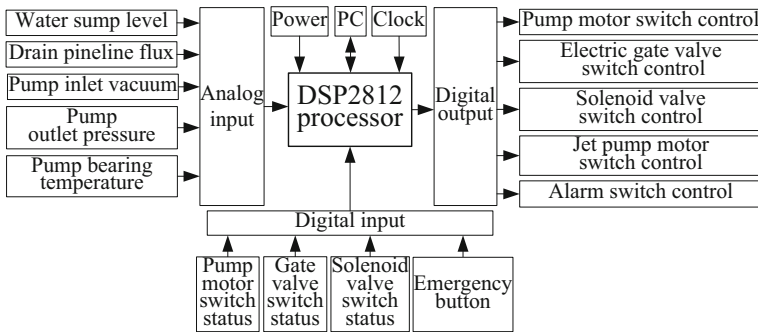 Water sump level
Drain pineline flux
Pump inlet vacuum
Pump
outlet pressure
Pump bearing
temperature
Analog
input
Power
PC
Clock
DSP2812
processor
Digital
output
Pump motor switch control
Electric gate valve
switch control
Solenoid valve
switch control
Jet pump motor
switch control
Alarm switch control
Digital input
Pump
motor
switch
status
Gate
valve
switch
status
Solenoid
valve
switch
status
Emergency
button